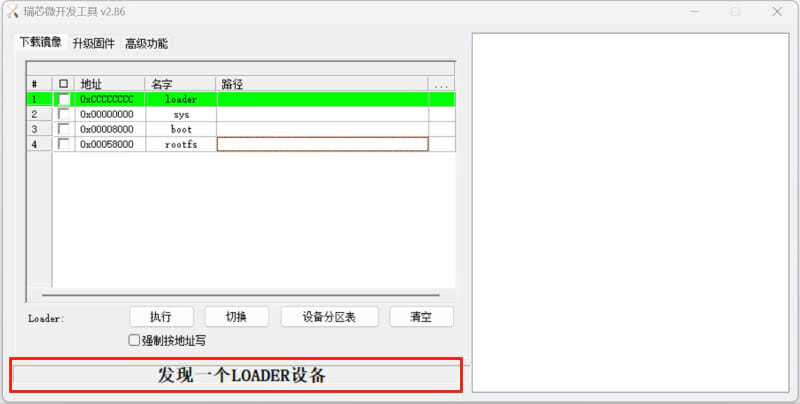 瑞芯微开发工具 v2.86
下载镜像 升级固件 高级功能
# 地址 名字 路径 ...
1 0xCCCCCCCC loader
2 0x00000000 sys
3 0x00008000 boot
4 0x00058000 rootfs
Loader: 执行 切换 设备分区表 清空
强制按地址写
发现一个LOADER设备